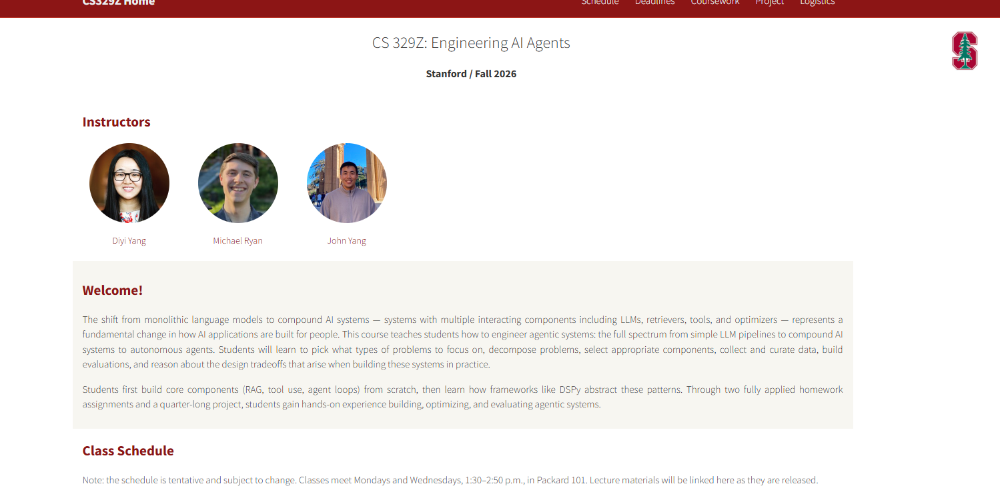 CS329Z Home
Schedule
Deadlines
Coursework
Project
Logistics
CS 329Z: Engineering AI Agents
Stanford / Fall 2026
Instructors
Diyi Yang
Michael Ryan
John Yang
Welcome!
The shift from monolithic language models to compound AI systems — systems with multiple interacting components including LLMs, retrievers, tools, and optimizers — represents a
fundamental change in how AI applications are built for people. This course teaches students how to engineer agentic systems: the full spectrum from simple LLM pipelines to compound AI
systems to autonomous agents. Students will learn to pick what types of problems to focus on, decompose problems, select appropriate components, collect and curate data, build
evaluations, and reason about the design tradeoffs that arise when building these systems in practice.
Students first build core components (RAG, tool use, agent loops) from scratch, then learn how frameworks like DSPy abstract these patterns. Through two fully applied homework
assignments and a quarter-long project, students gain hands-on experience building, optimizing, and evaluating agentic systems.
Class Schedule
Note: the schedule is tentative and subject to change. Classes meet Mondays and Wednesdays, 1:30–2:50 p.m., in Packard 101. Lecture materials will be linked here as they are released.